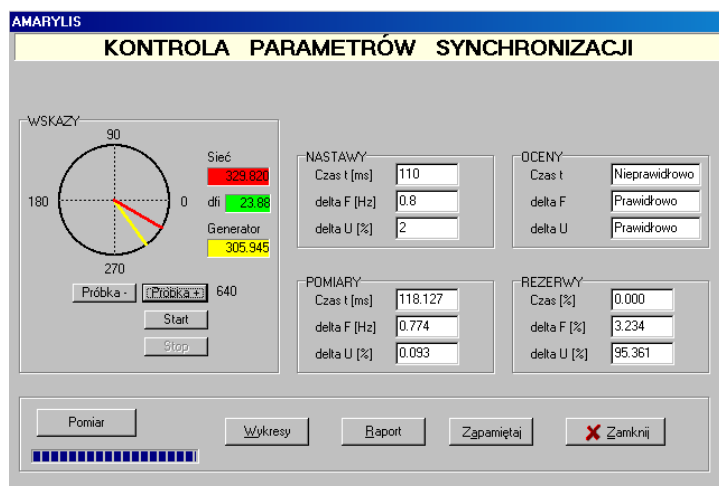 AMARYLIS
KONTROLA PARAMETRÓW SYNCHRONIZACJI
WSKAZY
90
180
0
270
Sieć
329.820
dfi 23.88
Generator
305.945
Próbka - Próbka + 640
Start
Stop
NASTAWY
Czas t [ms] 110
delta F [Hz] 0.8
delta U [%] 2
OCENY
Czas t Nieprawidłowo
delta F Prawidłowo
delta U Prawidłowo
POMIARY
Czas t [ms] 118.127
delta F [Hz] 0.774
delta U [%] 0.093
REZERWY
Czas [%] 0.000
delta F [%] 3.234
delta U [%] 95.361
Pomiar
Wykresy
Raport
Zapamiętaj
Zamknij